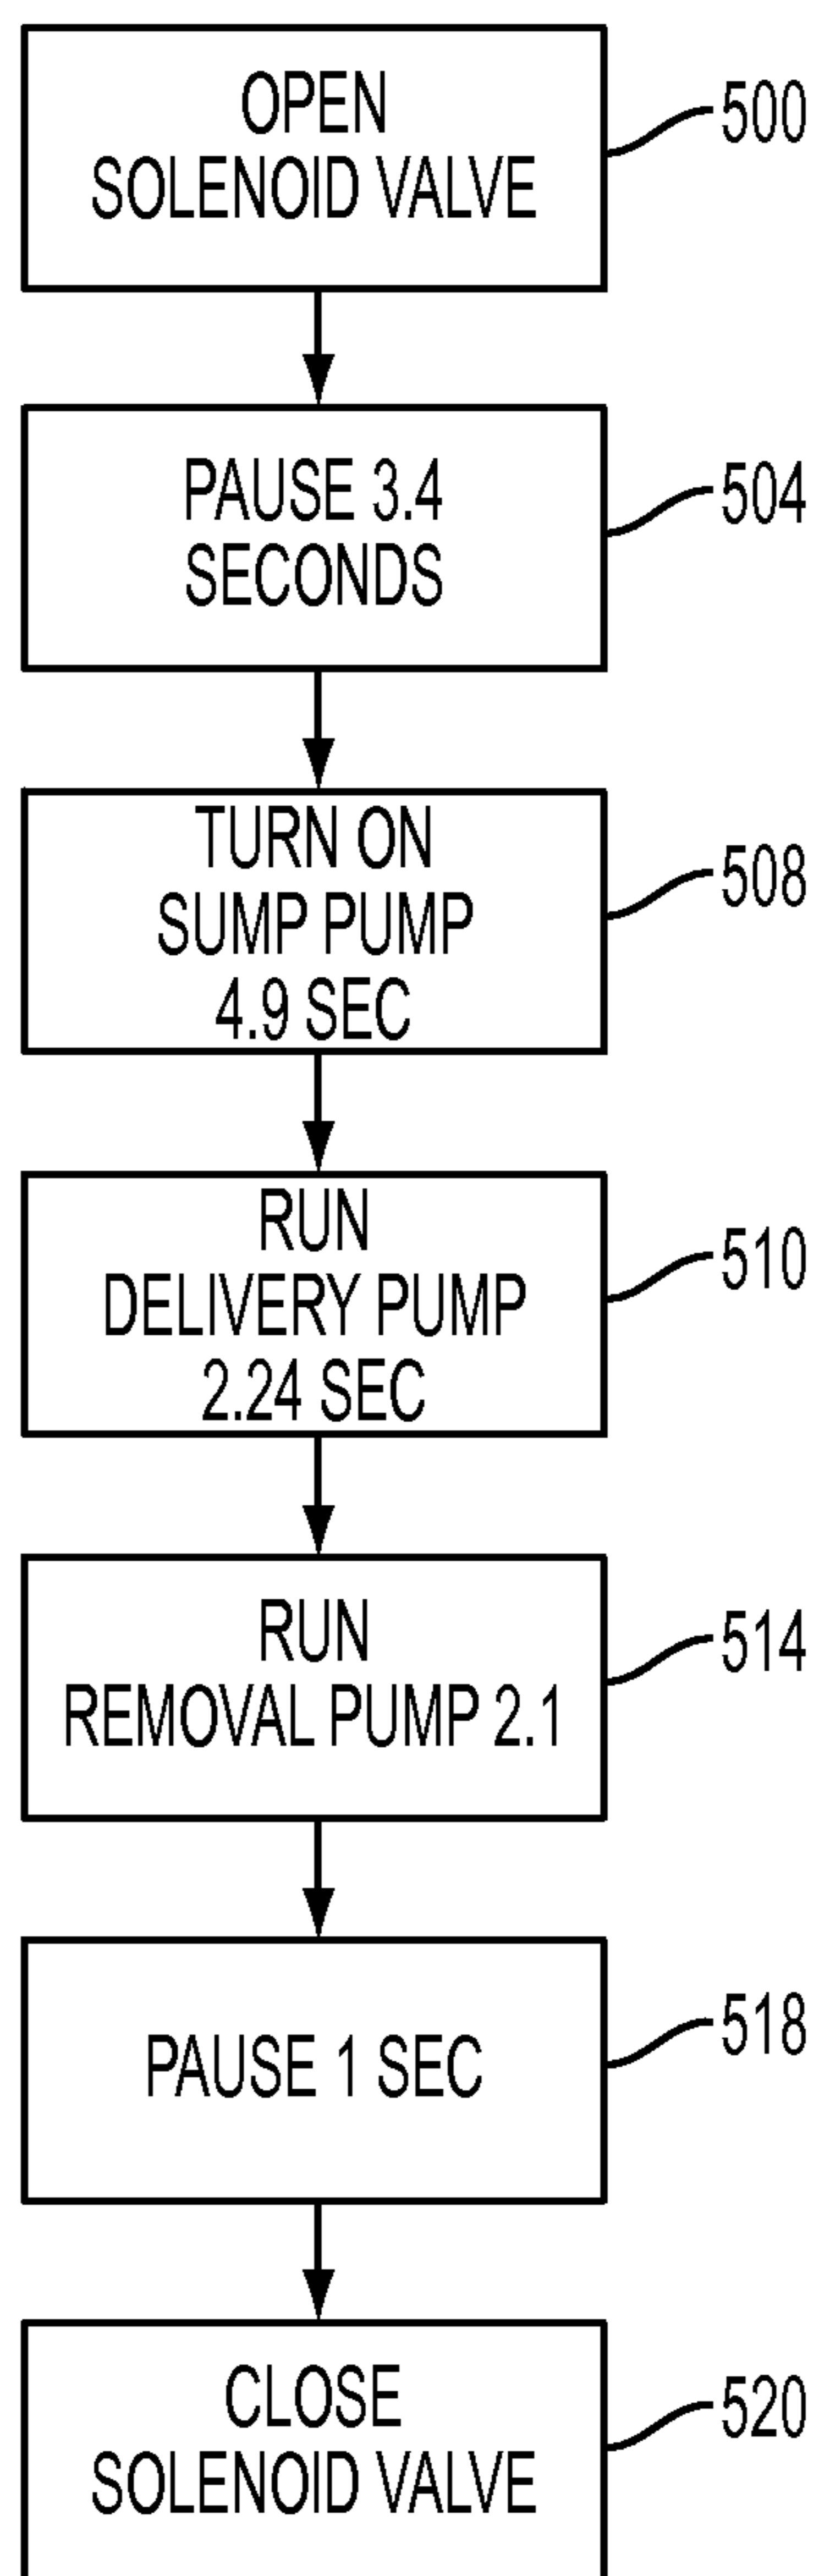 OPEN
SOLENOID VALVE
500
PAUSE 3.4
SECONDS
504
TURN ON
SUMP PUMP
4.9 SEC
508
RUN
DELIVERY PUMP
2.24 SEC
510
RUN
REMOVAL PUMP 2.1
514
PAUSE 1 SEC
518
CLOSE
SOLENOID VALVE
520